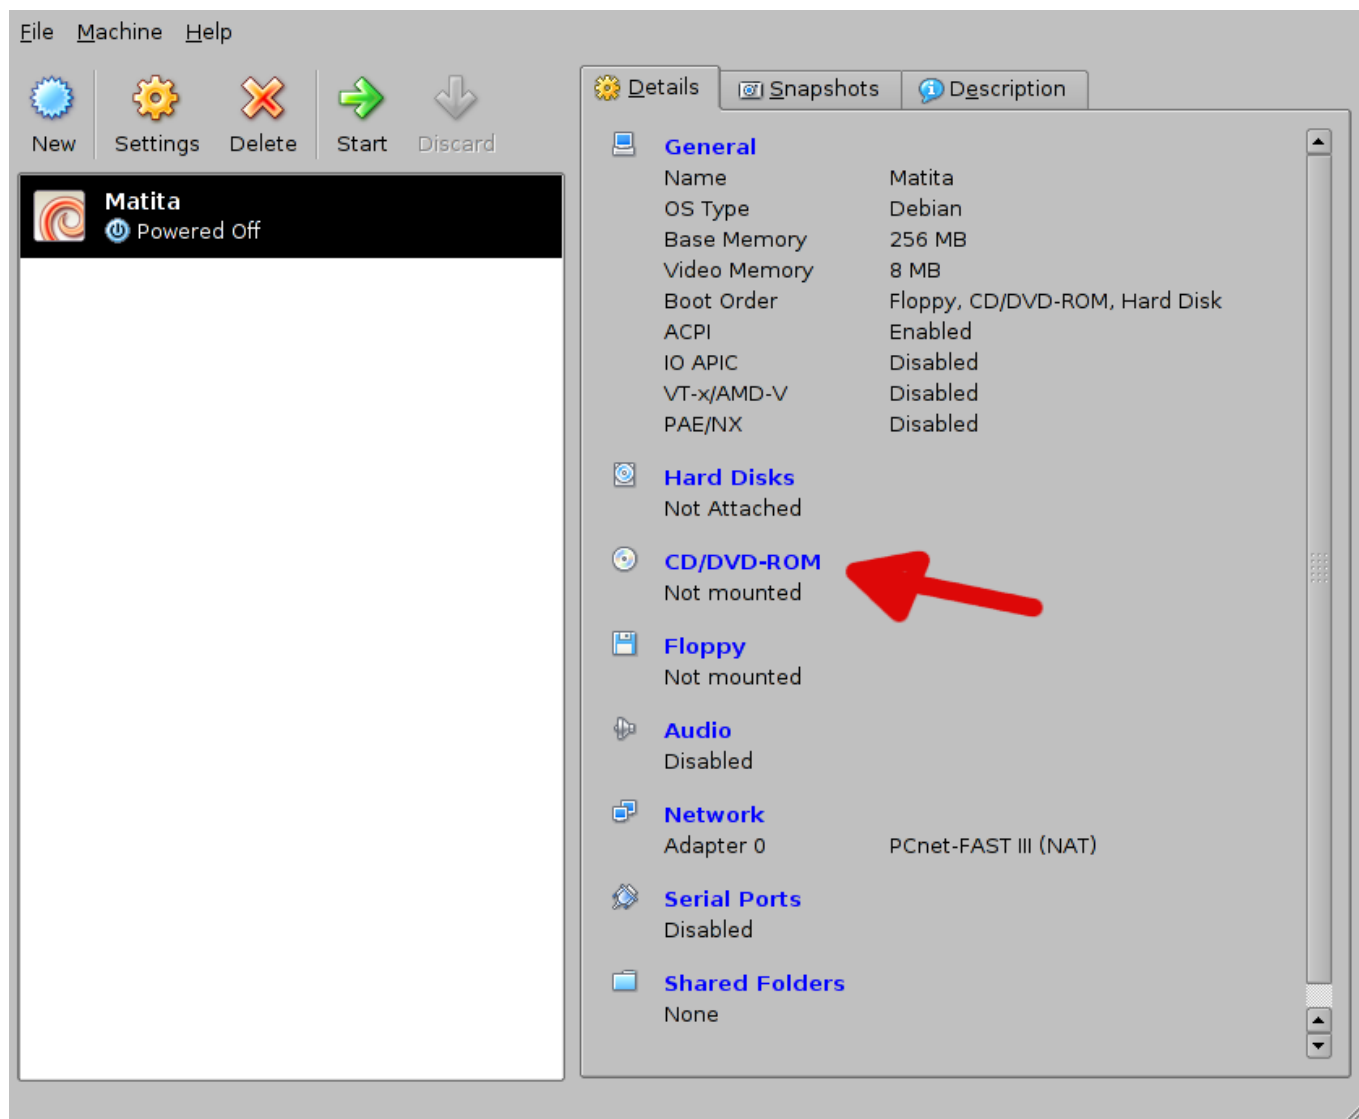 File Machine Help
New Settings Delete Start Discard
Matita
Powered Off
Details Snapshots Description
General
Name Matita
OS Type Debian
Base Memory 256 MB
Video Memory 8 MB
Boot Order Floppy, CD/DVD-ROM, Hard Disk
ACPI Enabled
IO APIC Disabled
VT-x/AMD-V Disabled
PAE/NX Disabled
Hard Disks
Not Attached
CD/DVD-ROM
Not mounted
Floppy
Not mounted
Audio
Disabled
Network
Adapter 0 PCnet-FAST III (NAT)
Serial Ports
Disabled
Shared Folders
None